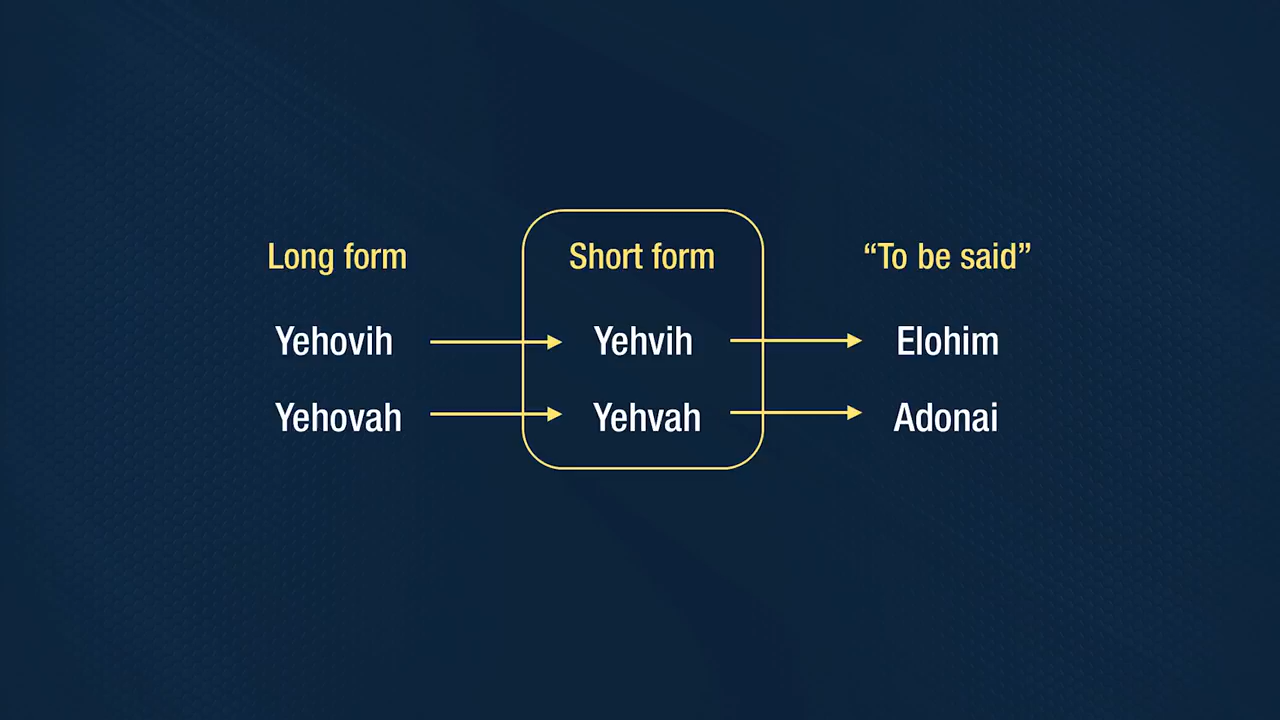 Long form Short form “To be said”
Yehovih Yehvih Elohim
Yehovah Yehvah Adonai